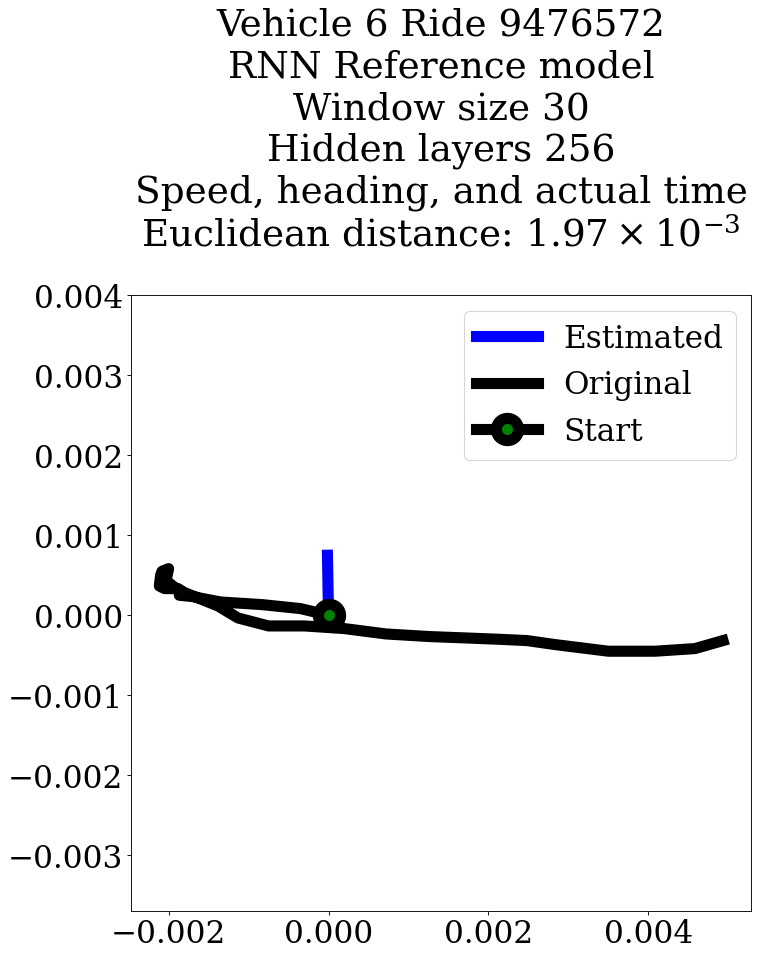 Vehicle 6 Ride 9476572
RNN Reference model
Window size 30
Hidden layers 256
Speed, heading, and actual time
Euclidean distance: 1.97 × 10⁻³
Estimated
Original
Start
0.004
0.003
0.002
0.001
0.000
−0.001
−0.002
−0.003
−0.002 0.000 0.002 0.004